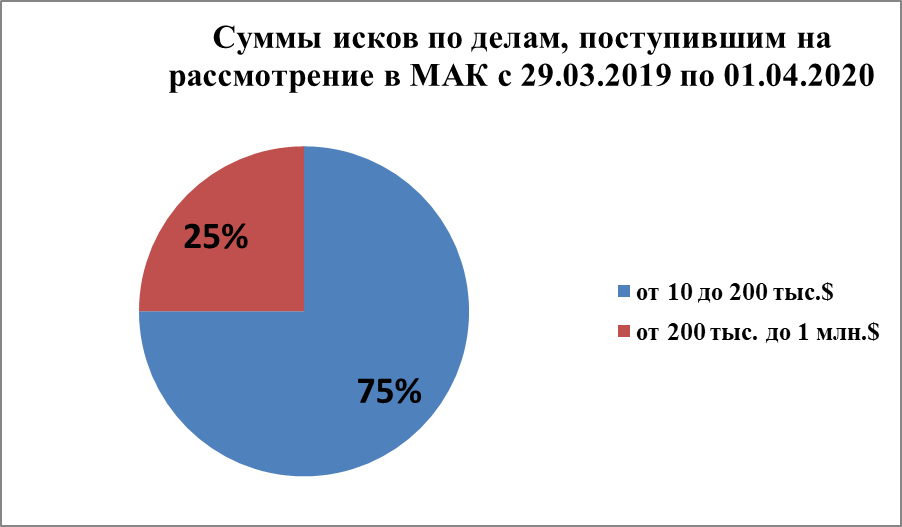 Суммы исков по делам, поступившим на
рассмотрение в МАК с 29.03.2019 по 01.04.2020
25%
75%
от 10 до 200 тыс.$
от 200 тыс. до 1 млн.$